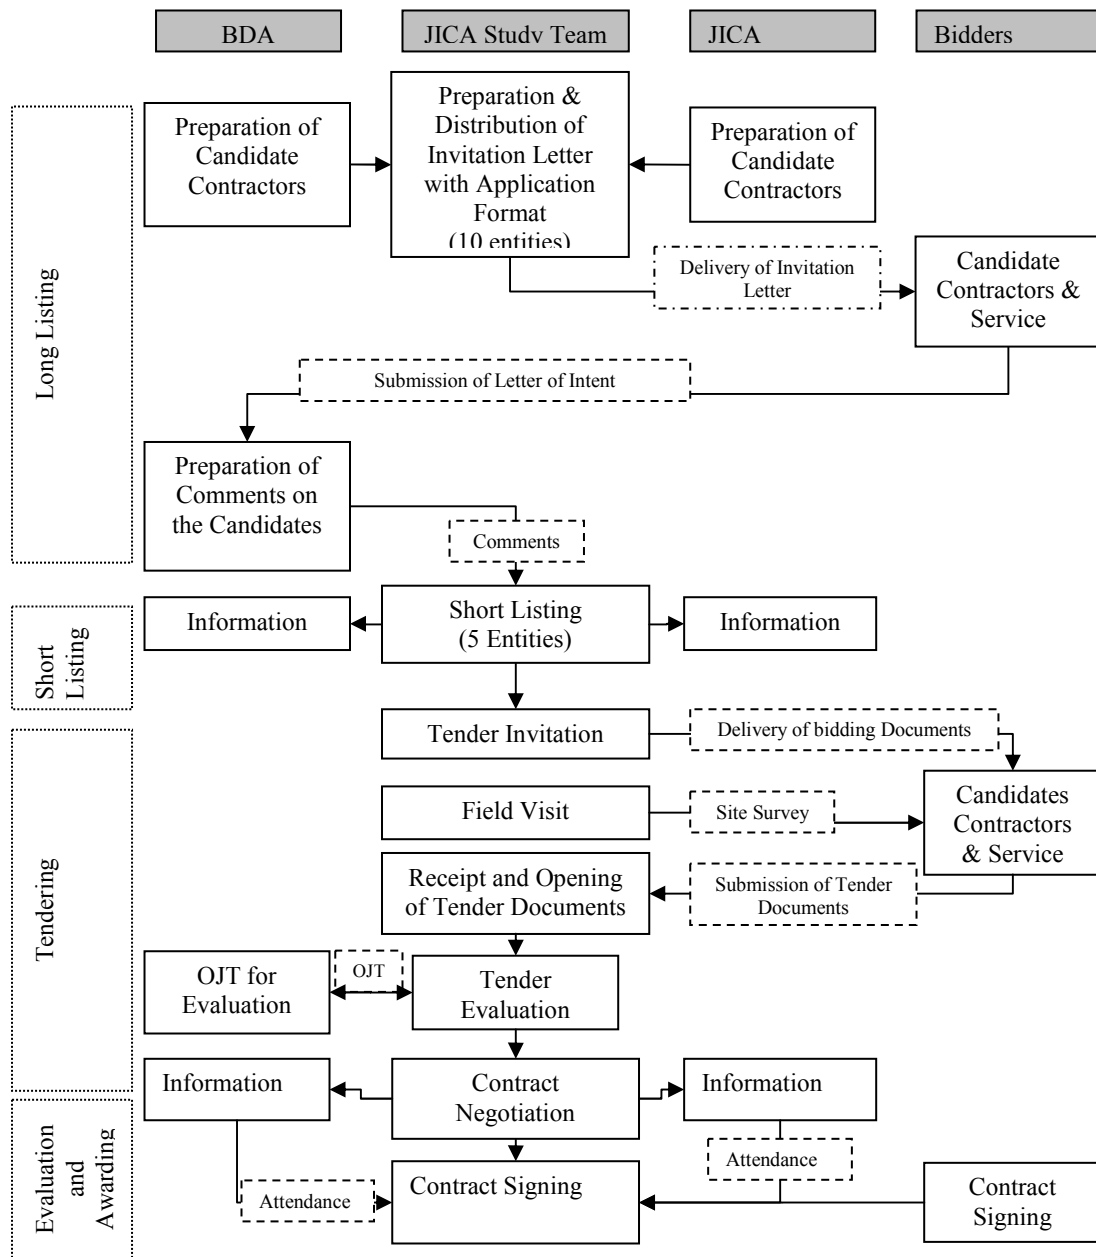 BDA
JICA Study Team
JICA
Bidders
Long Listing
Preparation of
Candidate
Contractors
Preparation &
Distribution of
Invitation Letter
with Application
Format
(10 entities)
Preparation of
Candidate
Contractors
Delivery of Invitation
Letter
Candidate
Contractors &
Service
Submission of Letter of Intent
Preparation of
Comments on
the Candidates
Comments
Short
Listing
Information
Short Listing
(5 Entities)
Information
Tendering
Tender Invitation
Delivery of bidding Documents
Field Visit
Site Survey
Candidates
Contractors
& Service
Receipt and Opening
of Tender Documents
Submission of Tender
Documents
OJT for
Evaluation
OJT
Tender
Evaluation
Information
Contract
Negotiation
Information
Evaluation
and
Awarding
Attendance
Attendance
Contract Signing
Contract
Signing